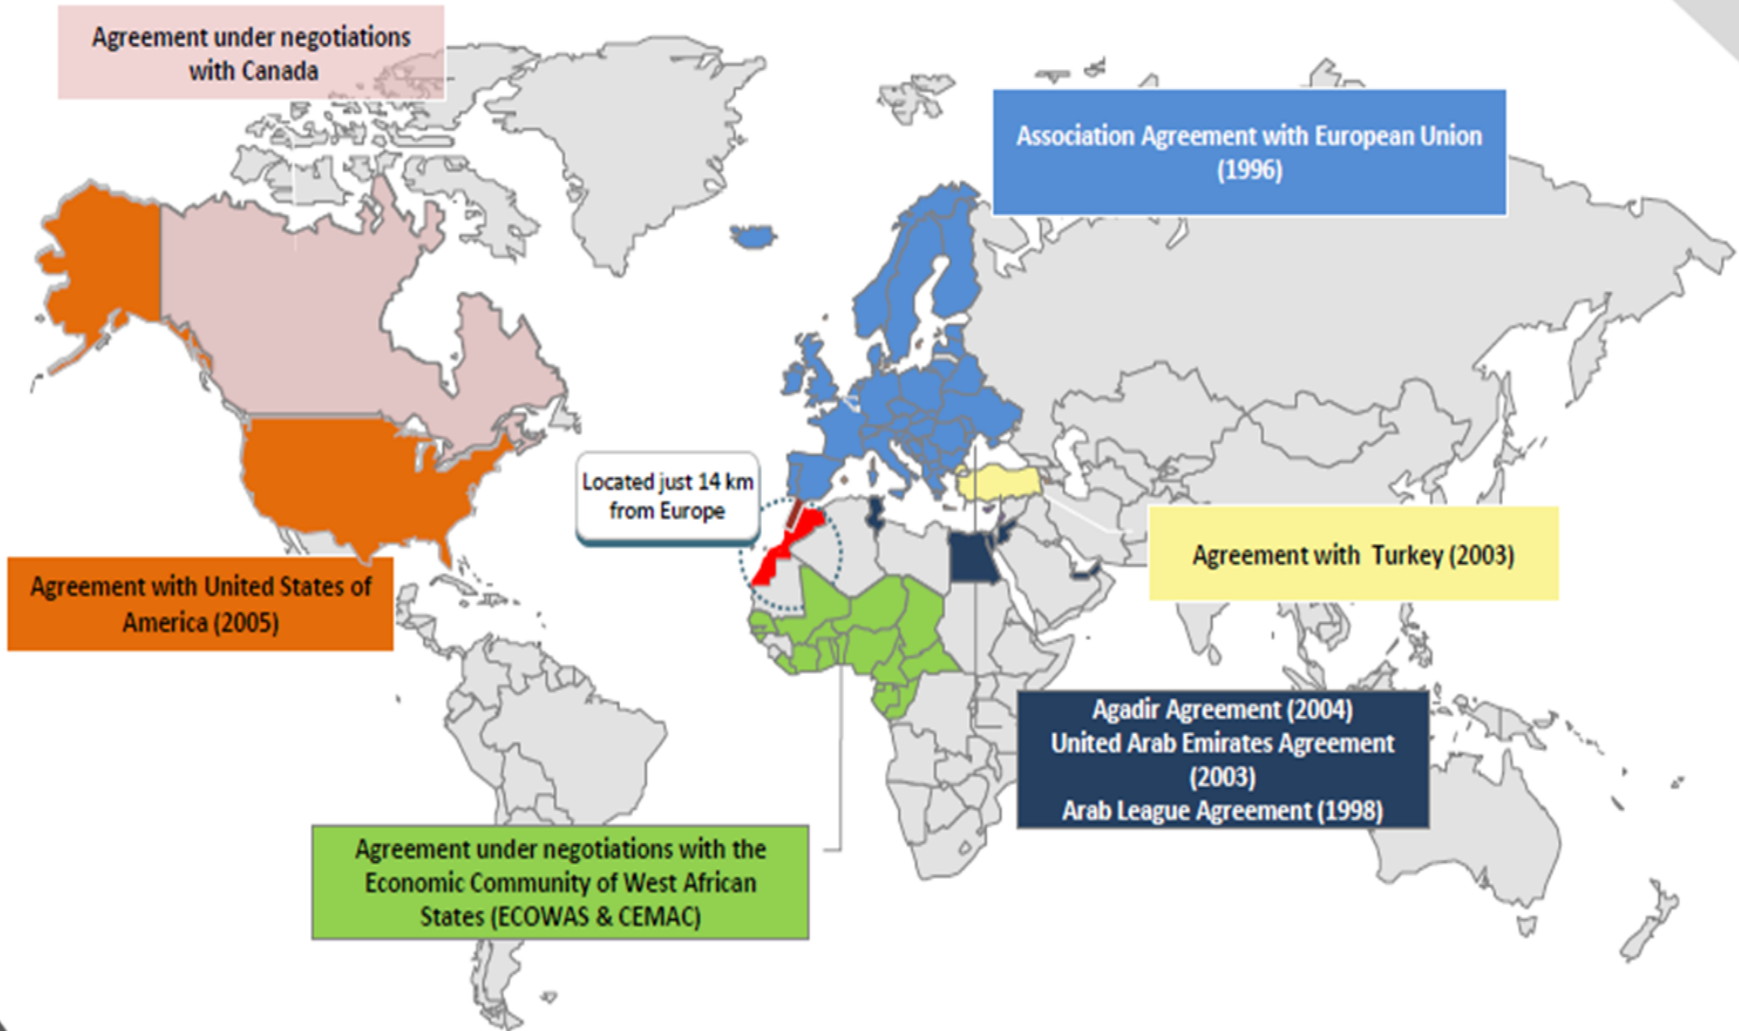 Agreement under negotiations
with Canada
Association Agreement with European Union
(1996)
Located just 14 km
from Europe
Agreement with Turkey (2003)
Agreement with United States of
America (2005)
Agadir Agreement (2004)
United Arab Emirates Agreement
(2003)
Arab League Agreement (1998)
Agreement under negotiations with the
Economic Community of West African
States (ECOWAS & CEMAC)